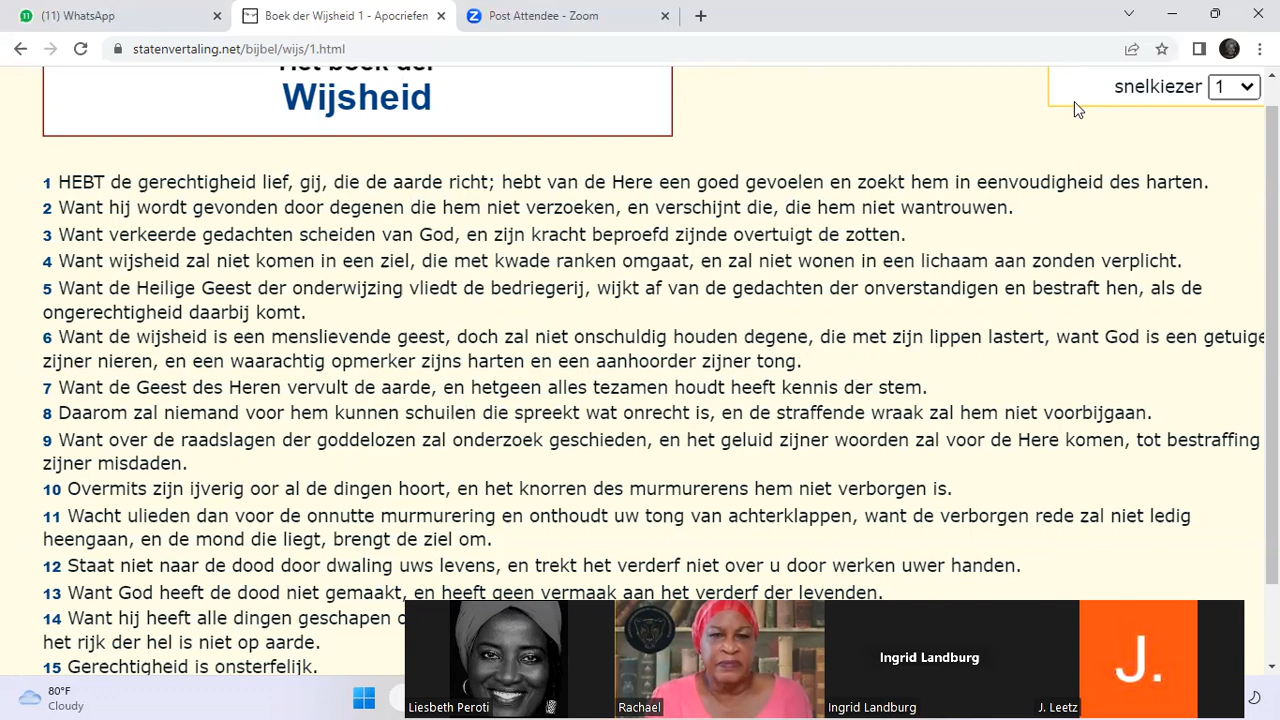 (11) WhatsApp
Boek der Wijsheid 1 - Apocriefen
Post Attendee - Zoom
statenvertaling.net/bijbel/wijs/1.html
Het boek der
Wijsheid
snelkiezer 1
1 HEBT de gerechtigheid lief, gij, die de aarde richt; hebt van de Here een goed gevoelen en zoekt hem in eenvoudigheid des harten.
2 Want hij wordt gevonden door degenen die hem niet verzoeken, en verschijnt die, die hem niet wantrouwen.
3 Want verkeerde gedachten scheiden van God, en zijn kracht beproefd zijnde overtuigt de zotten.
4 Want wijsheid zal niet komen in een ziel, die met kwade ranken omgaat, en zal niet wonen in een lichaam aan zonden verplicht.
5 Want de Heilige Geest der onderwijzing vliedt de bedriegerij, wijkt af van de gedachten der onverstandigen en bestraft hen, als de
ongerechtigheid daarbij komt.
6 Want de wijsheid is een menslievende geest, doch zal niet onschuldig houden degene, die met zijn lippen lastert, want God is een getuige
zijner nieren, en een waarachtig opmerker zijns harten en een aanhoorder zijner tong.
7 Want de Geest des Heren vervult de aarde, en hetgeen alles tezamen houdt heeft kennis der stem.
8 Daarom zal niemand voor hem kunnen schuilen die spreekt wat onrecht is, en de straffende wraak zal hem niet voorbijgaan.
9 Want over de raadslagen der goddelozen zal onderzoek geschieden, en het geluid zijner woorden zal voor de Here komen, tot bestraffing
zijner misdaden.
10 Overmits zijn ijverig oor al de dingen hoort, en het knorren des murmurerens hem niet verborgen is.
11 Wacht ulieden dan voor de onnutte murmurering en onthoudt uw tong van achterklappen, want de verborgen rede zal niet ledig
heengaan, en de mond die liegt, brengt de ziel om.
12 Staat niet naar de dood door dwaling uws levens, en trekt het verderf niet over u door werken uwer handen.
13 Want God heeft de dood niet gemaakt, en heeft geen vermaak aan het verderf der levenden.
14 Want hij heeft alle dingen geschapen
het rijk der hel is niet op aarde.
15 Gerechtigheid is onsterfelijk.
Ingrid Landburg
J.
Liesbeth Peroti
Rachael
Ingrid Landburg
J. Leetz
80°F
Cloudy